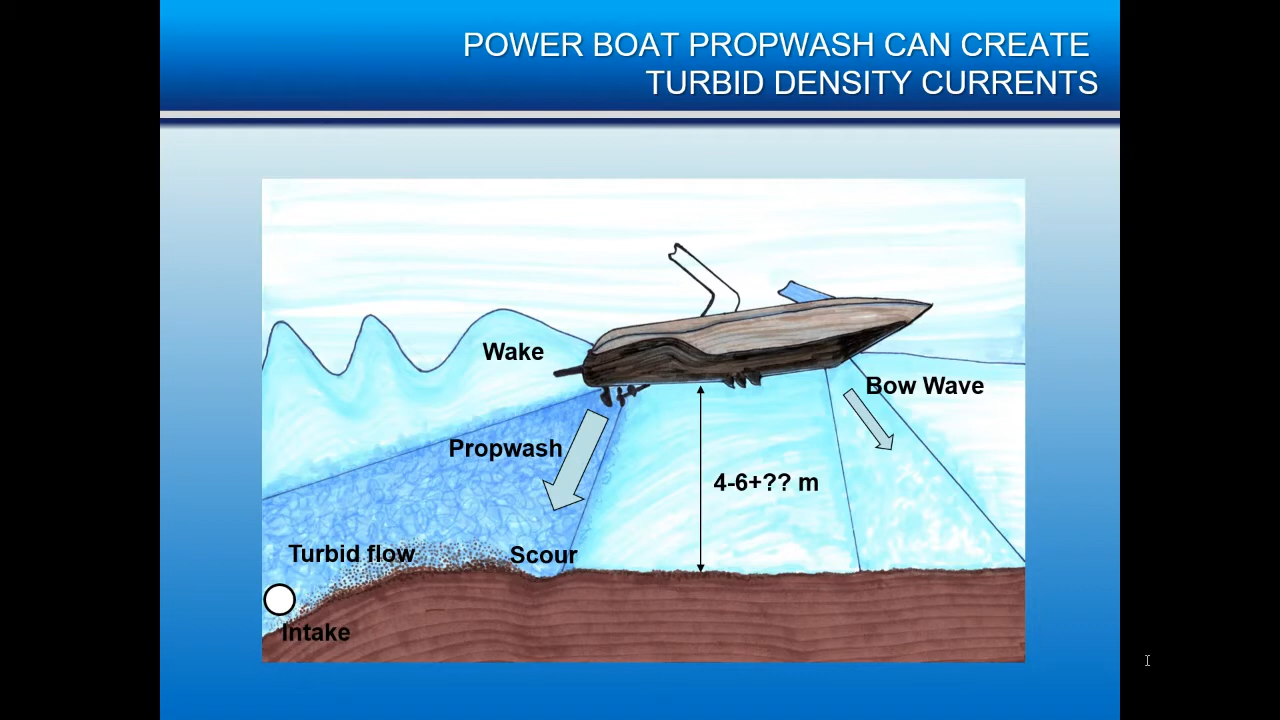 POWER BOAT PROPWASH CAN CREATE
TURBID DENSITY CURRENTS
Wake
Bow Wave
Propwash
4-6+?? m
Turbid flow
Scour
Intake